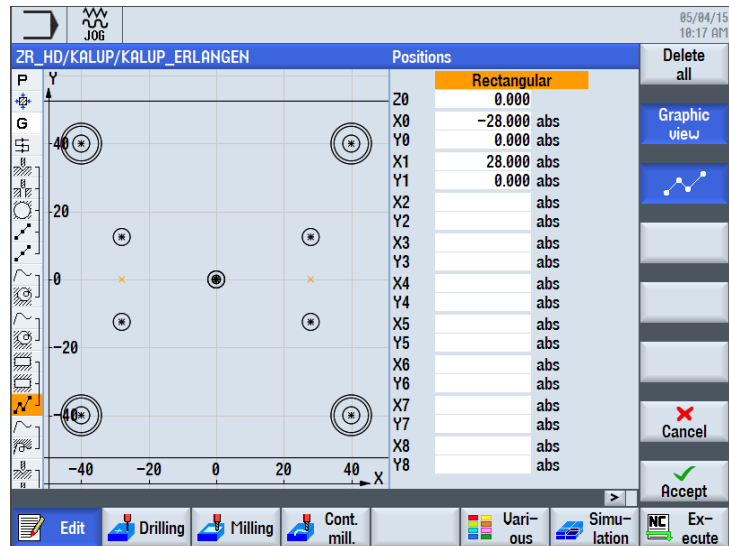 JOG
05/04/15
10:17 AM
ZR_HD/KALUP/KALUP_ERLANGEN
Positions
Delete all
P
Y
Rectangular
Z0 0.000
G
X0 -28.000 abs
Graphic view
40
Y0 0.000 abs
X1 28.000 abs
Y1 0.000 abs
X2 abs
20
Y2 abs
X3 abs
Y3 abs
0
X4 abs
Y4 abs
X5 abs
-20
Y5 abs
X6 abs
Y6 abs
X7 abs
-40
Y7 abs
Cancel
X8 abs
-40 -20 0 20 40 X
Y8 abs
Accept
>
Edit
Drilling
Milling
Cont. mill.
Vari-ous
Simu-lation
NC
Ex-ecute